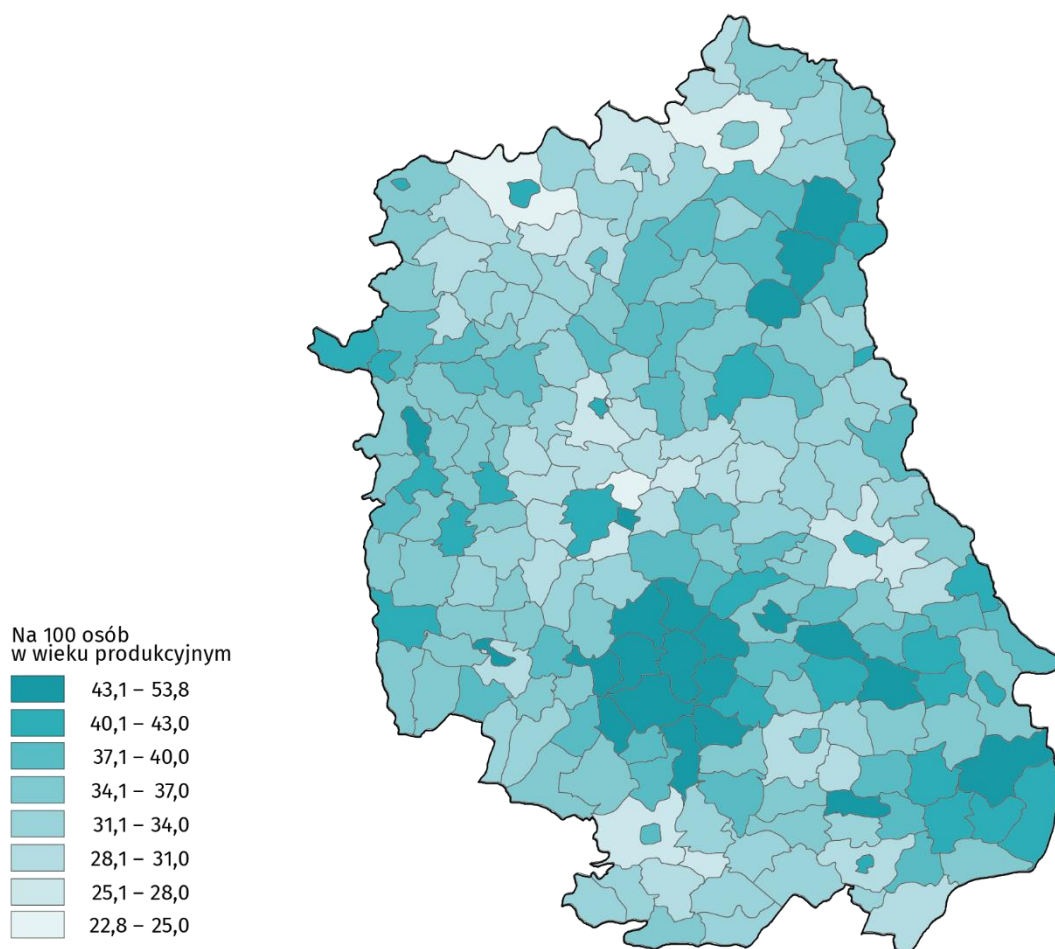 Na 100 osób
w wieku produkcyjnym
43,1 – 53,8
40,1 – 43,0
37,1 – 40,0
34,1 – 37,0
31,1 – 34,0
28,1 – 31,0
25,1 – 28,0
22,8 – 25,0